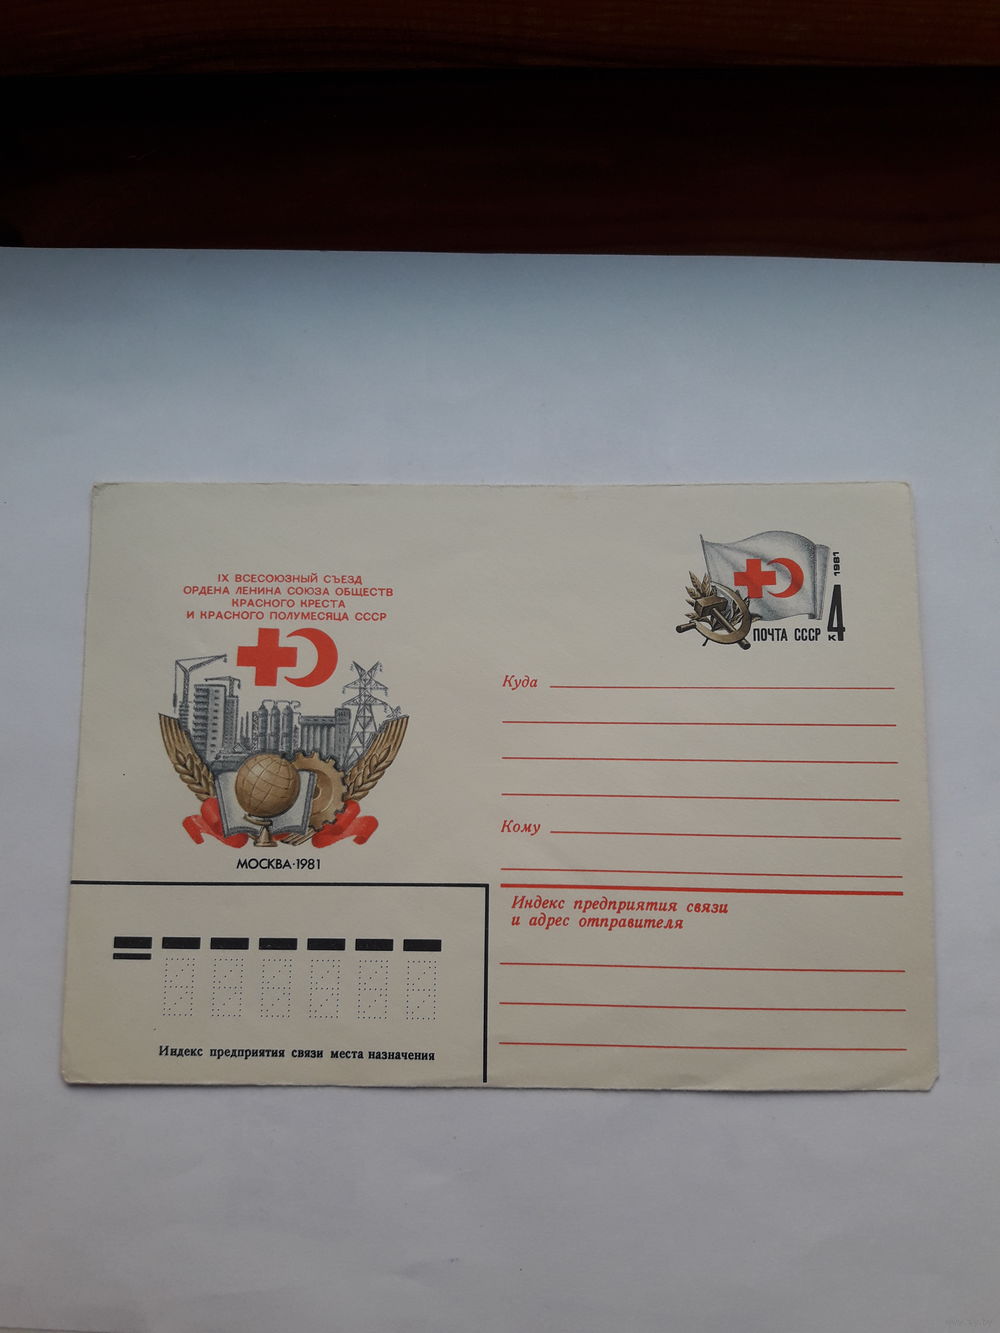 IX ВСЕСОЮЗНЫЙ СЪЕЗД
ОРДЕНА ЛЕНИНА СОЮЗА ОБЩЕСТВ
КРАСНОГО КРЕСТА
И КРАСНОГО ПОЛУМЕСЯЦА СССР
МОСКВА·1981
1981
ПОЧТА СССР
4
К
Куда
Кому
Индекс предприятия связи
и адрес отправителя
Индекс предприятия связи места назначения